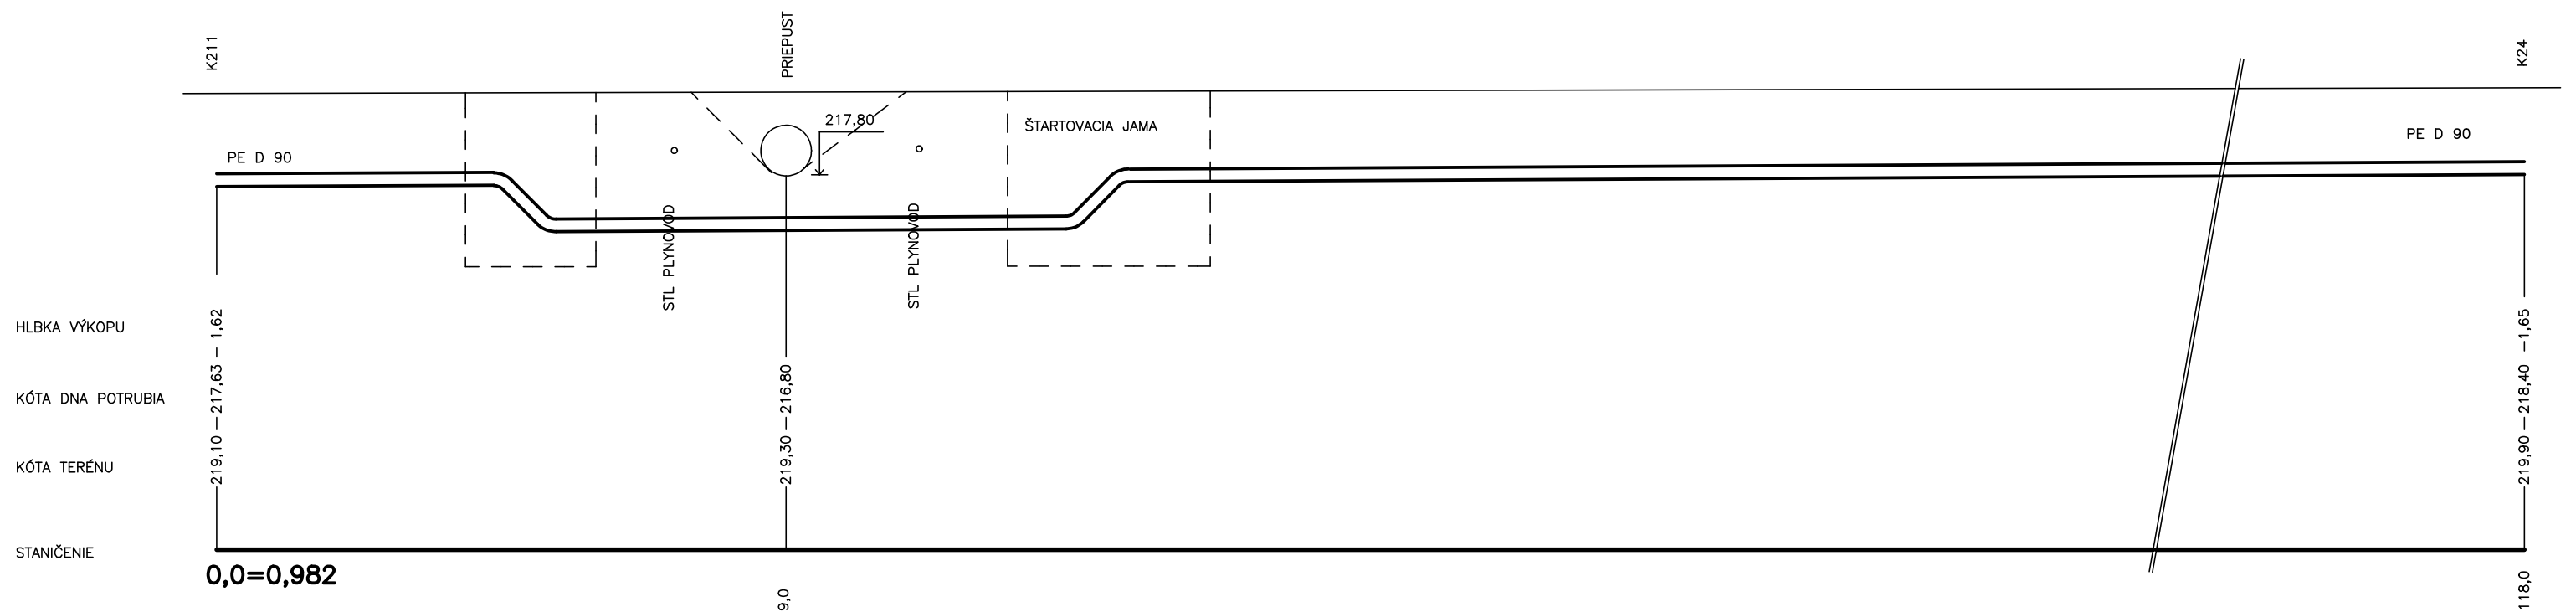 K211
PRIEPUST
K24
217,80
ŠTARTOVACIA JAMA
PE D 90
PE D 90
STL PLYNOVOD
STL PLYNOVOD
HLBKA VÝKOPU
1,62
1,65
KÓTA DNA POTRUBIA
217,63
216,80
218,40
KÓTA TERÉNU
219,10
219,30
219,90
STANIČENIE
0,0=0,982
9,0
118,0